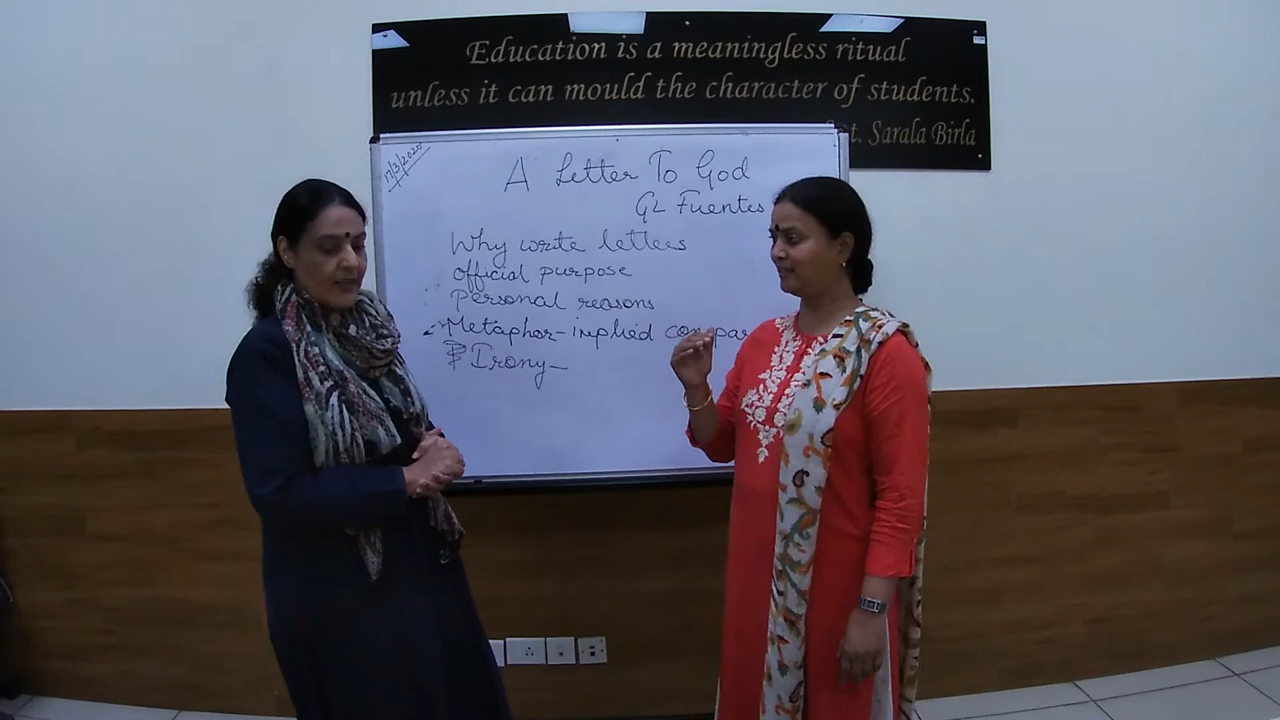 Education is a meaningless ritual
unless it can mould the character of students.
Sarala Birla
17/3/2020
A Letter To God
GL Fuentes
Why write letters
official purpose
Personal reasons
Metaphor-implied compar
Irony-